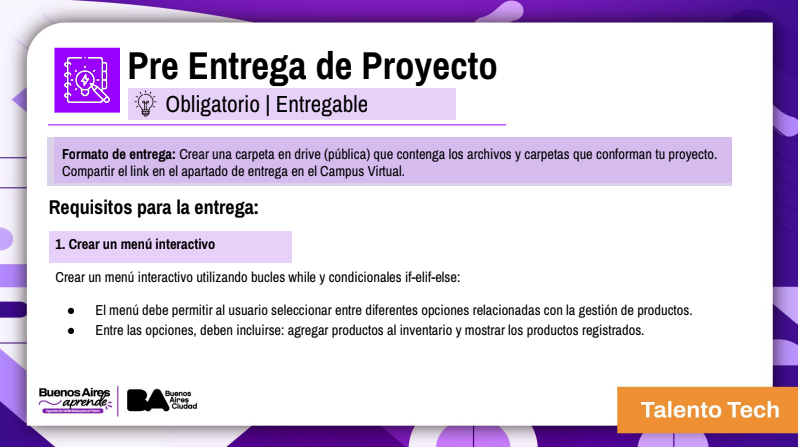 Pre Entrega de Proyecto
Obligatorio | Entregable
Formato de entrega: Crear una carpeta en drive (pública) que contenga los archivos y carpetas que conforman tu proyecto.
Compartir el link en el apartado de entrega en el Campus Virtual.
Requisitos para la entrega:
1. Crear un menú interactivo
Crear un menú interactivo utilizando bucles while y condicionales if-elif-else:
● El menú debe permitir al usuario seleccionar entre diferentes opciones relacionadas con la gestión de productos.
● Entre las opciones, deben incluirse: agregar productos al inventario y mostrar los productos registrados.
Buenos Aires
aprende
BA
Buenos
Aires
Ciudad
Talento Tech